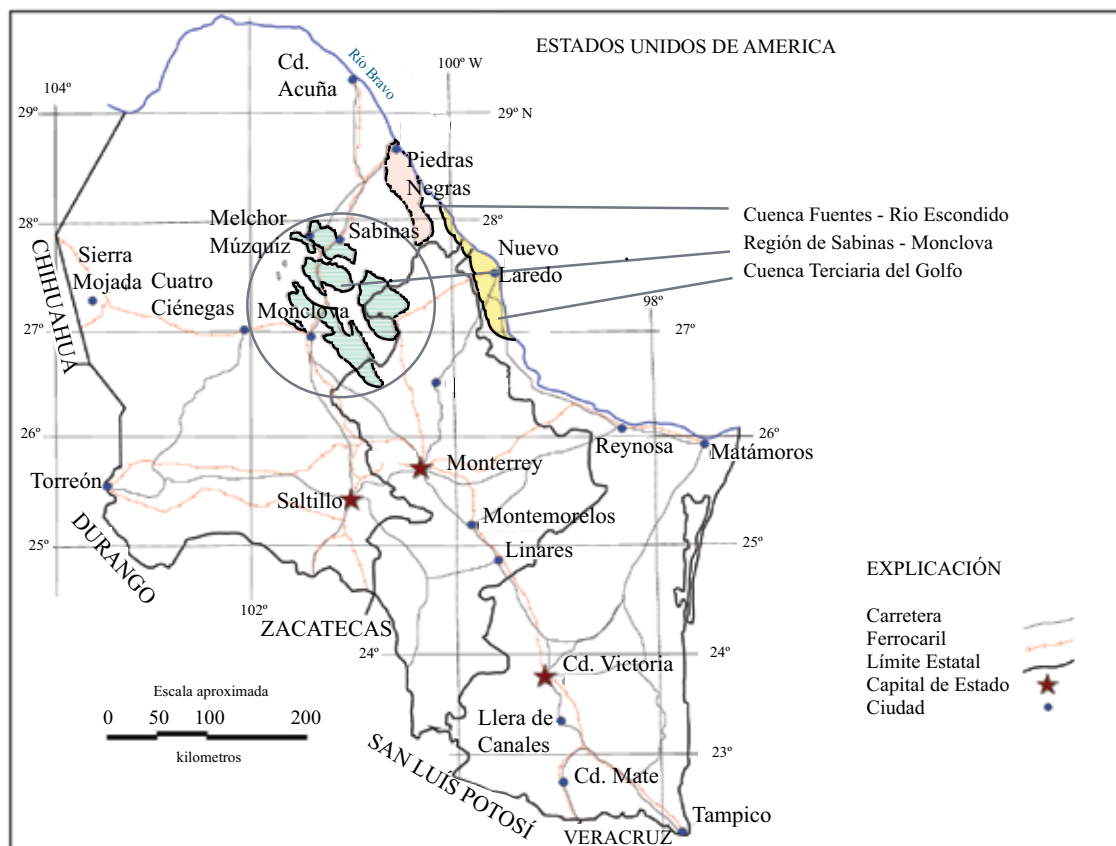 ESTADOS UNIDOS DE AMERICA
100º W
104º
Río Bravo
Cd.
Acuña
29º
29º N
Piedras
Negras
28º
28º
Melchor
Múzquíz
Sabinas
Cuenca Fuentes - Rio Escondido
Región de Sabinas - Monclova
Cuenca Terciaria del Golfo
CHIHUAHUA
Sierra
Mojada
Cuatro
Ciénegas
Nuevo
Laredo
98º
Monclova
27º
27º
26º
26º
Reynosa
Matámoros
Monterrey
Torreón
Saltillo
Montemorelos
25º
25º
Linares
DURANGO
EXPLICACIÓN
102º
ZACATECAS
Carretera
Ferrocaril
Límite Estatal
Capital de Estado
Ciudad
24º
24º
Cd. Victoria
Escala aproximada
0 50 100 200
kilometros
Llera de
Canales
SAN LUÍS POTOSÍ
23º
Cd. Mate
Tampico
VERACRUZ